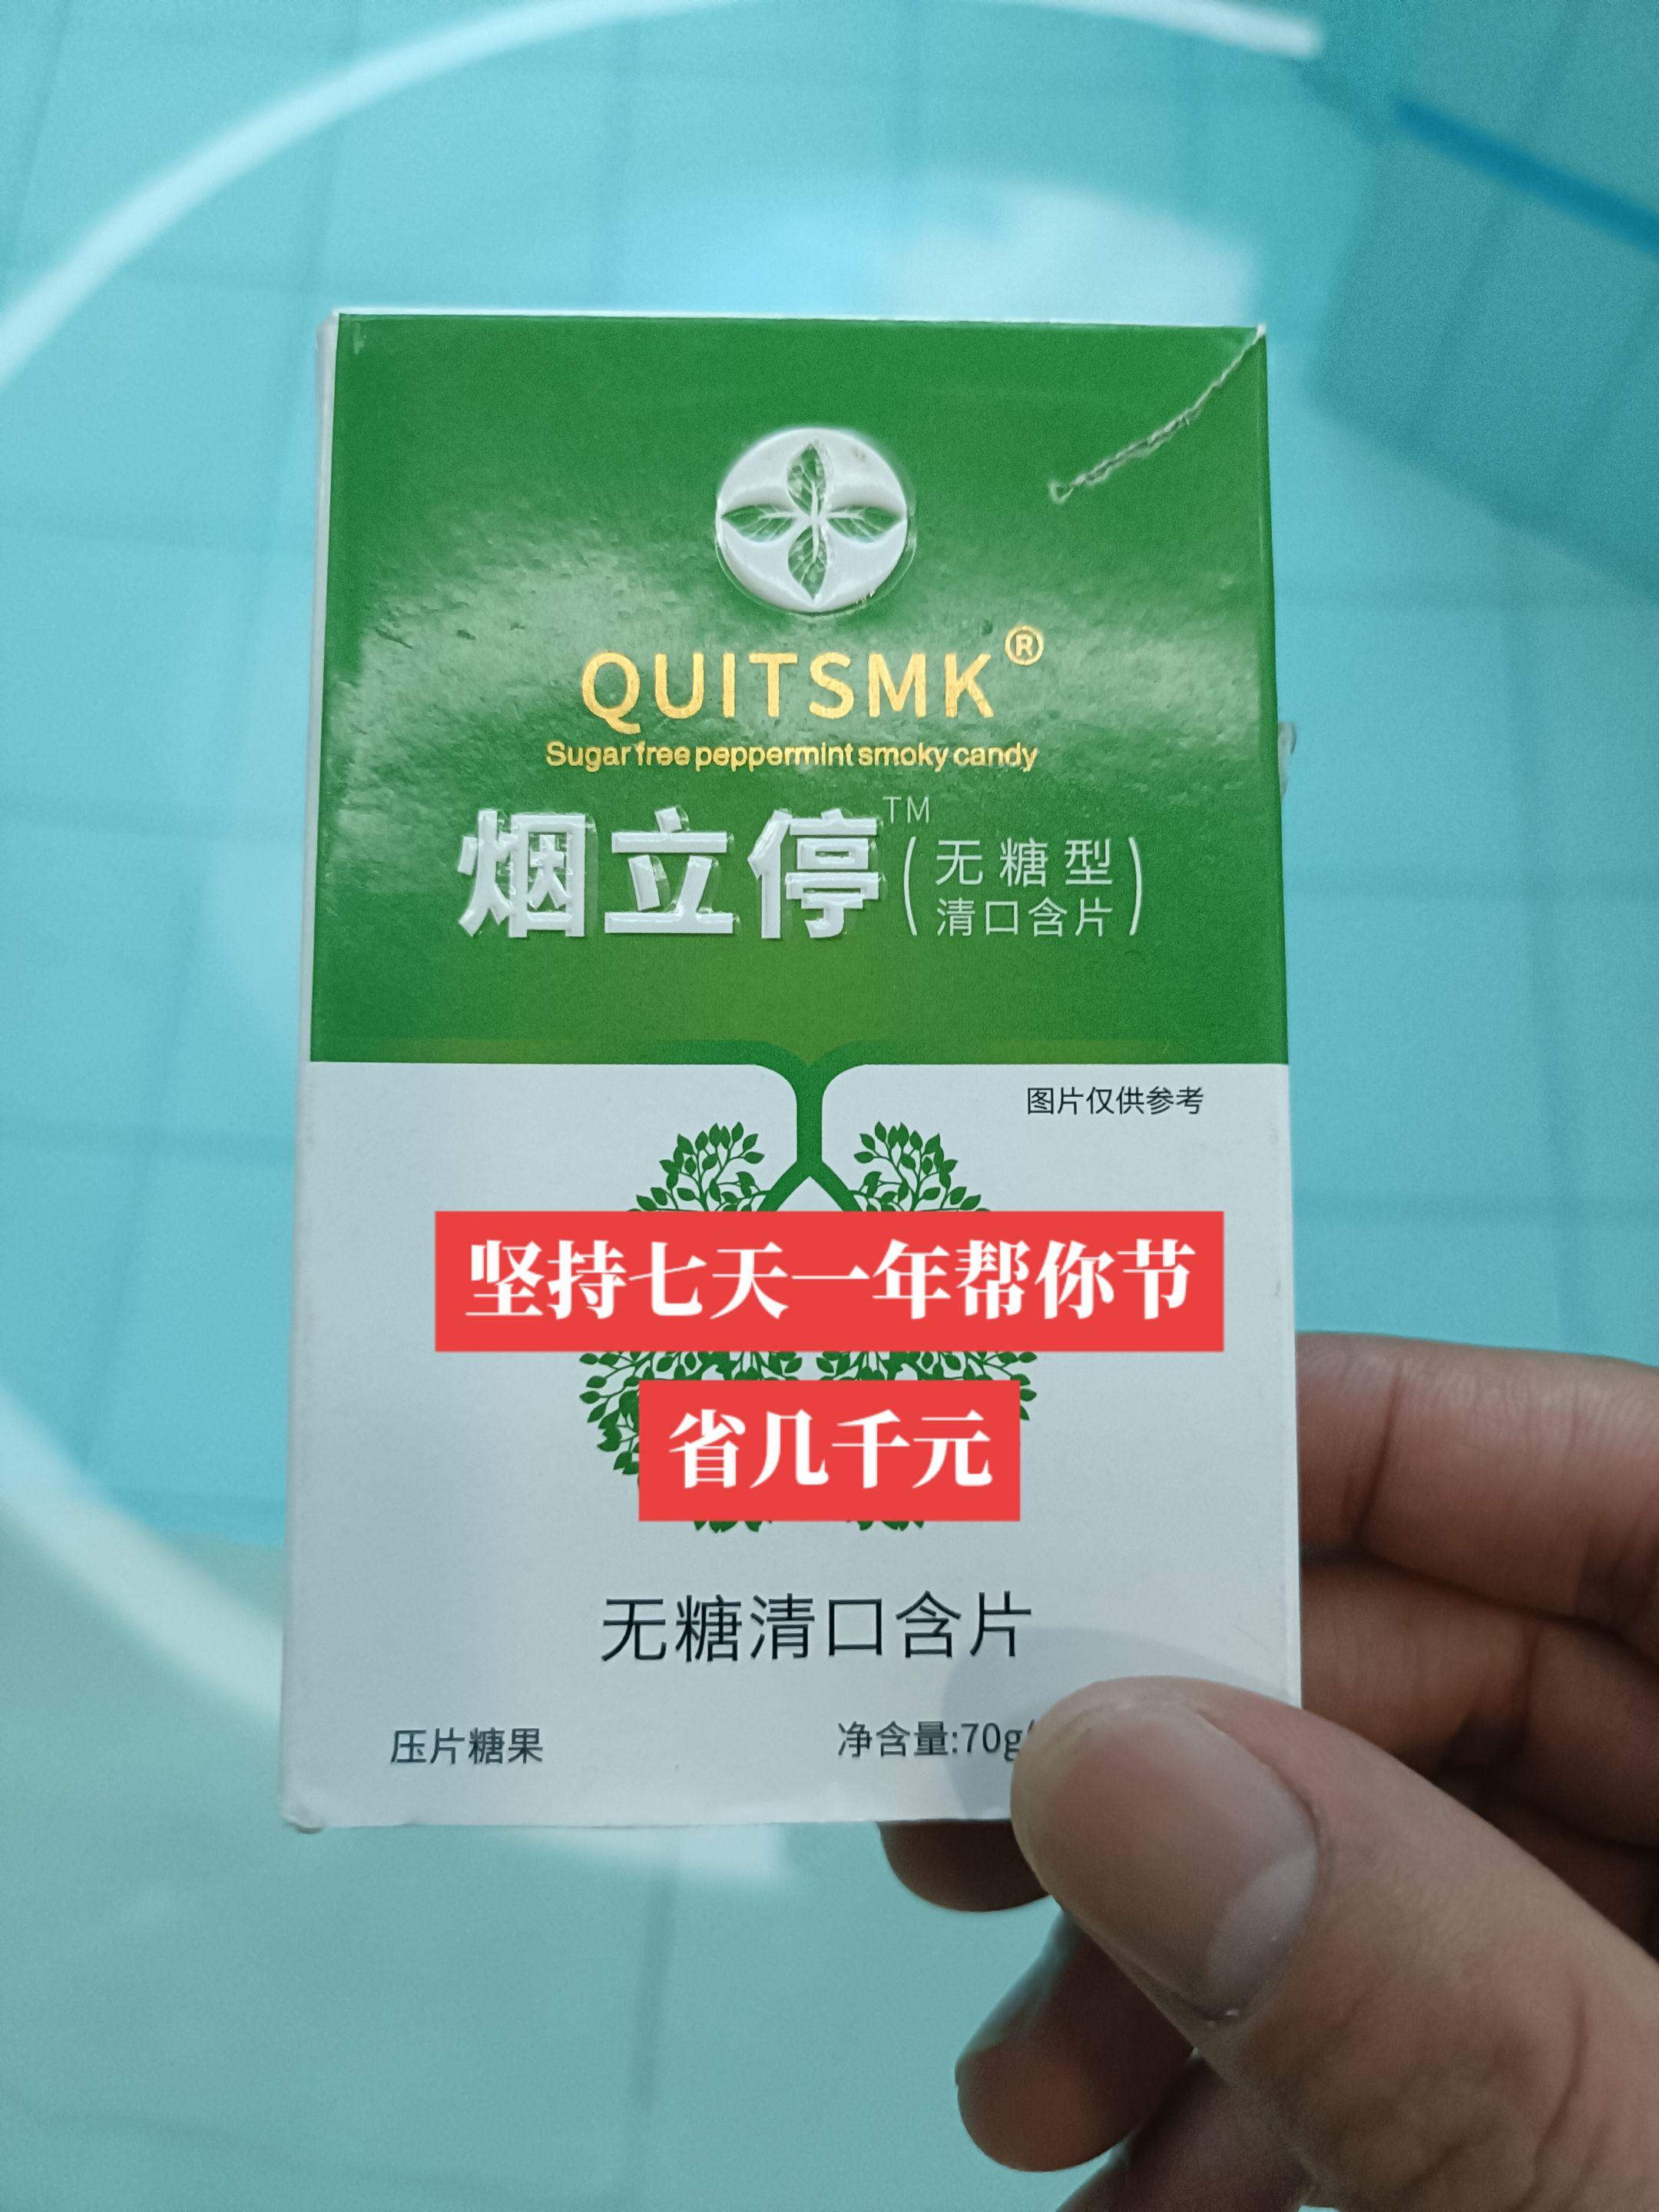 QUITSMK®
Sugar free peppermint smoky candy
烟立停™(无糖型
清口含片)
图片仅供参考
坚持七天一年帮你节
省几千元
无糖清口含片
压片糖果
净含量:70g